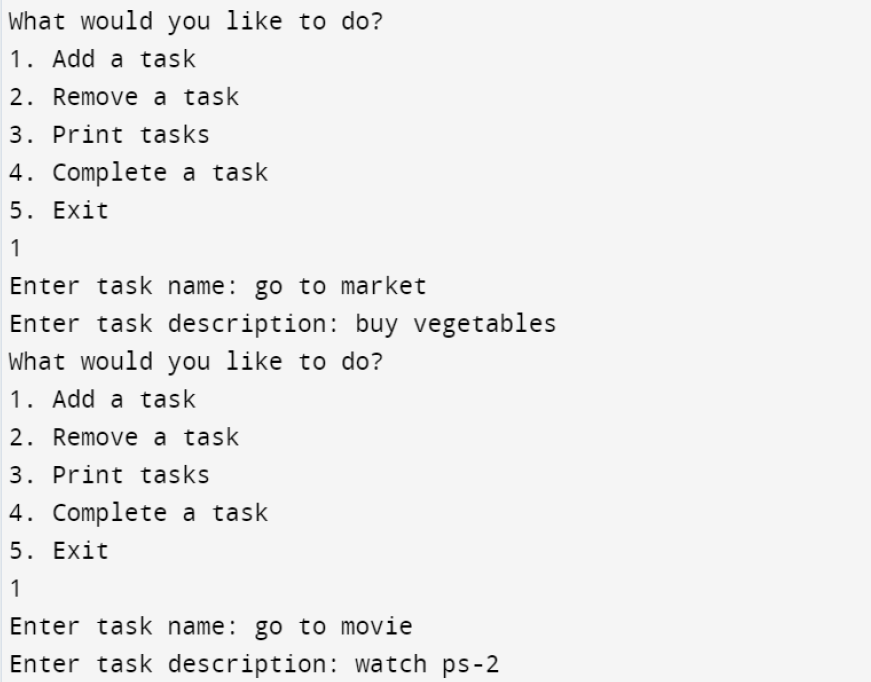 What would you like to do?
1. Add a task
2. Remove a task
3. Print tasks
4. Complete a task
5. Exit
1
Enter task name: go to market
Enter task description: buy vegetables
What would you like to do?
1. Add a task
2. Remove a task
3. Print tasks
4. Complete a task
5. Exit
1
Enter task name: go to movie
Enter task description: watch ps-2